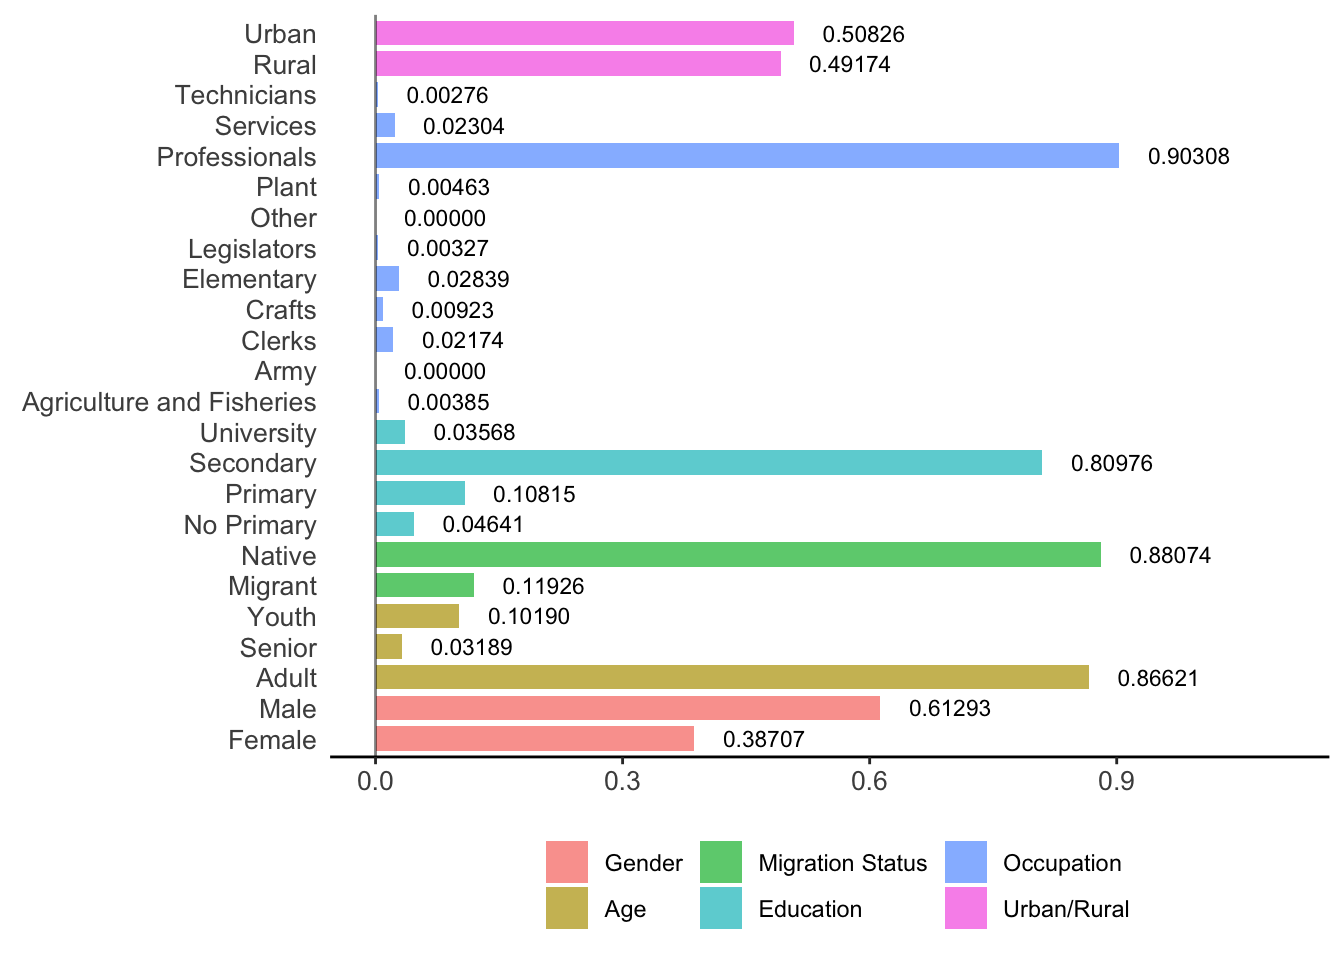 Urban 0.50826
Rural 0.49174
Technicians 0.00276
Services 0.02304
Professionals 0.90308
Plant 0.00463
Other 0.00000
Legislators 0.00327
Elementary 0.02839
Crafts 0.00923
Clerks 0.02174
Army 0.00000
Agriculture and Fisheries 0.00385
University 0.03568
Secondary 0.80976
Primary 0.10815
No Primary 0.04641
Native 0.88074
Migrant 0.11926
Youth 0.10190
Senior 0.03189
Adult 0.86621
Male 0.61293
Female 0.38707
0.0 0.3 0.6 0.9
Gender Migration Status Occupation
Age Education Urban/Rural